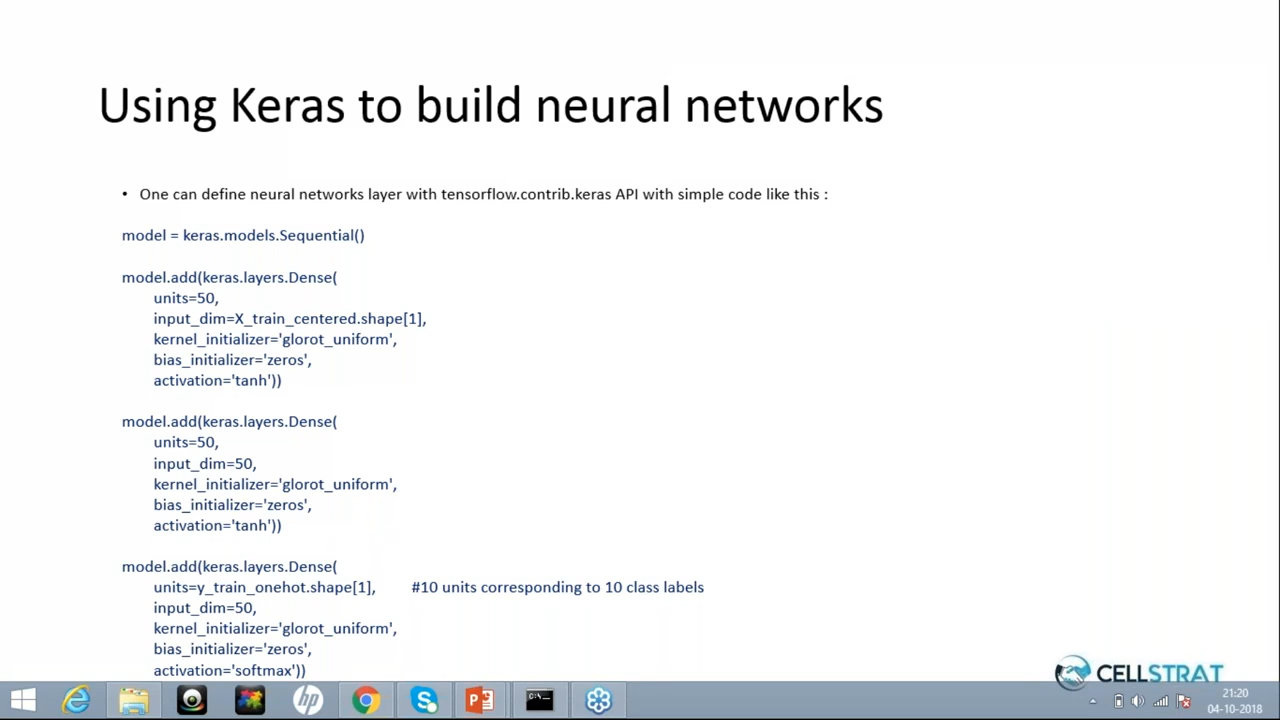 Using Keras to build neural networks
• One can define neural networks layer with tensorflow.contrib.keras API with simple code like this :
model = keras.models.Sequential()
model.add(keras.layers.Dense(
units=50,
input_dim=X_train_centered.shape[1],
kernel_initializer='glorot_uniform',
bias_initializer='zeros',
activation='tanh'))
model.add(keras.layers.Dense(
units=50,
input_dim=50,
kernel_initializer='glorot_uniform',
bias_initializer='zeros',
activation='tanh'))
model.add(keras.layers.Dense(
units=y_train_onehot.shape[1], #10 units corresponding to 10 class labels
input_dim=50,
kernel_initializer='glorot_uniform',
bias_initializer='zeros',
activation='softmax'))
CELLSTRAT
hp
21:20
04-10-2018